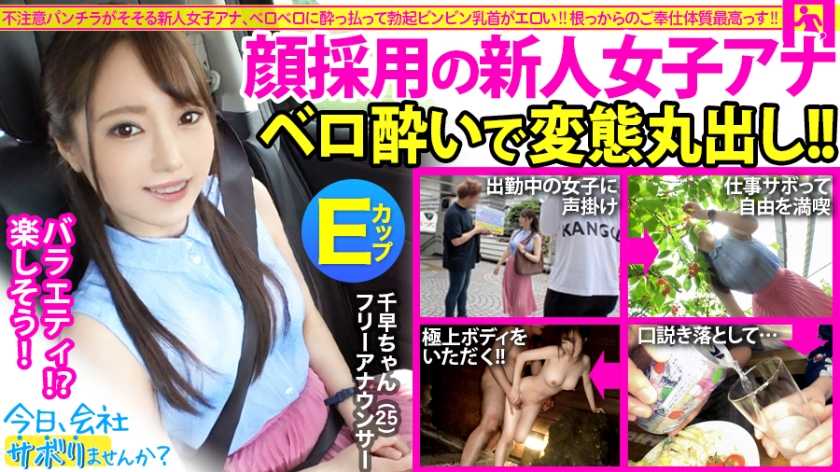 不注意パンチラがそそる新人女子アナ、ベロベロに酔っ払って勃起ビンビン乳首がエロい!!根っからのご奉仕体質最高っす!!
顔採用の新人女子アナ
ベロ酔いで変態丸出し!!
バラエティ!?
楽しそう!
Eカップ
千早ちゃん(25)
フリーアナウンサー
出勤中の女子に
声掛け
KANGOL
仕事サボって
自由を満喫
極上ボディを
いただく!!
口説き落として…
今日、会社
サボりませんか?